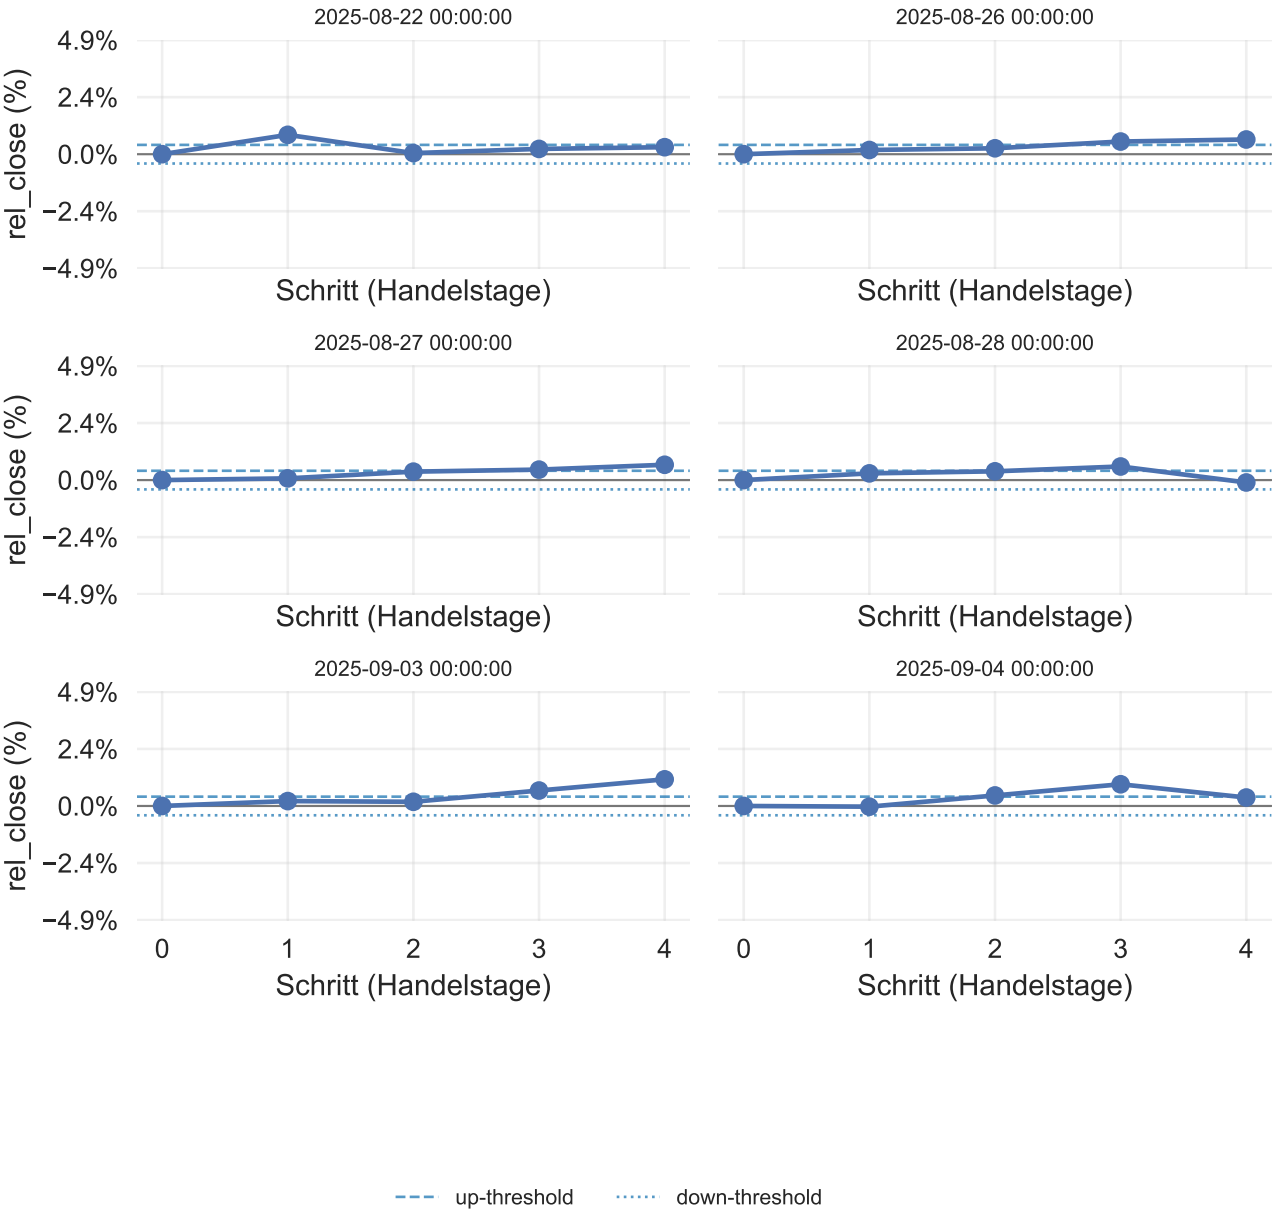 2025-08-22 00:00:00
2025-08-26 00:00:00
4.9%
2.4%
0.0%
−2.4%
−4.9%
rel_close (%)
Schritt (Handelstage)
Schritt (Handelstage)
2025-08-27 00:00:00
2025-08-28 00:00:00
4.9%
2.4%
0.0%
−2.4%
−4.9%
rel_close (%)
Schritt (Handelstage)
Schritt (Handelstage)
2025-09-03 00:00:00
2025-09-04 00:00:00
4.9%
2.4%
0.0%
−2.4%
−4.9%
rel_close (%)
0 1 2 3 4
0 1 2 3 4
Schritt (Handelstage)
Schritt (Handelstage)
up-threshold
down-threshold